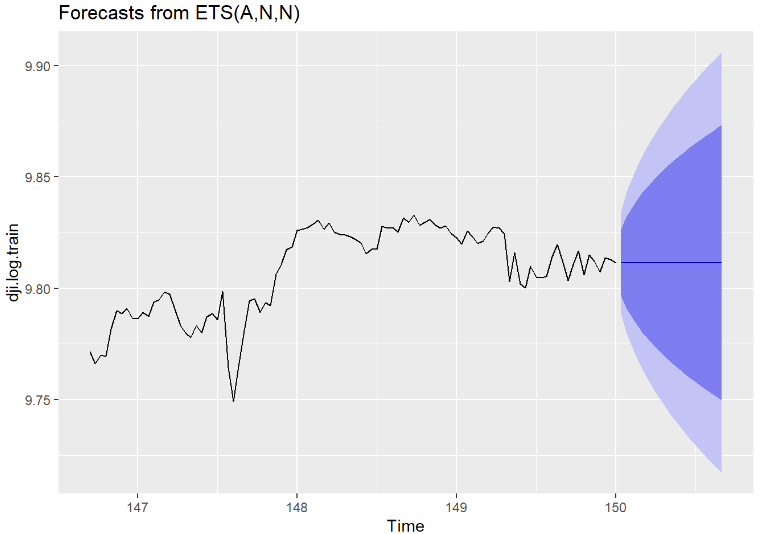 Forecasts from ETS(A,N,N)
9.90
9.85
9.80
9.75
dji.log.train
147 148 149 150
Time